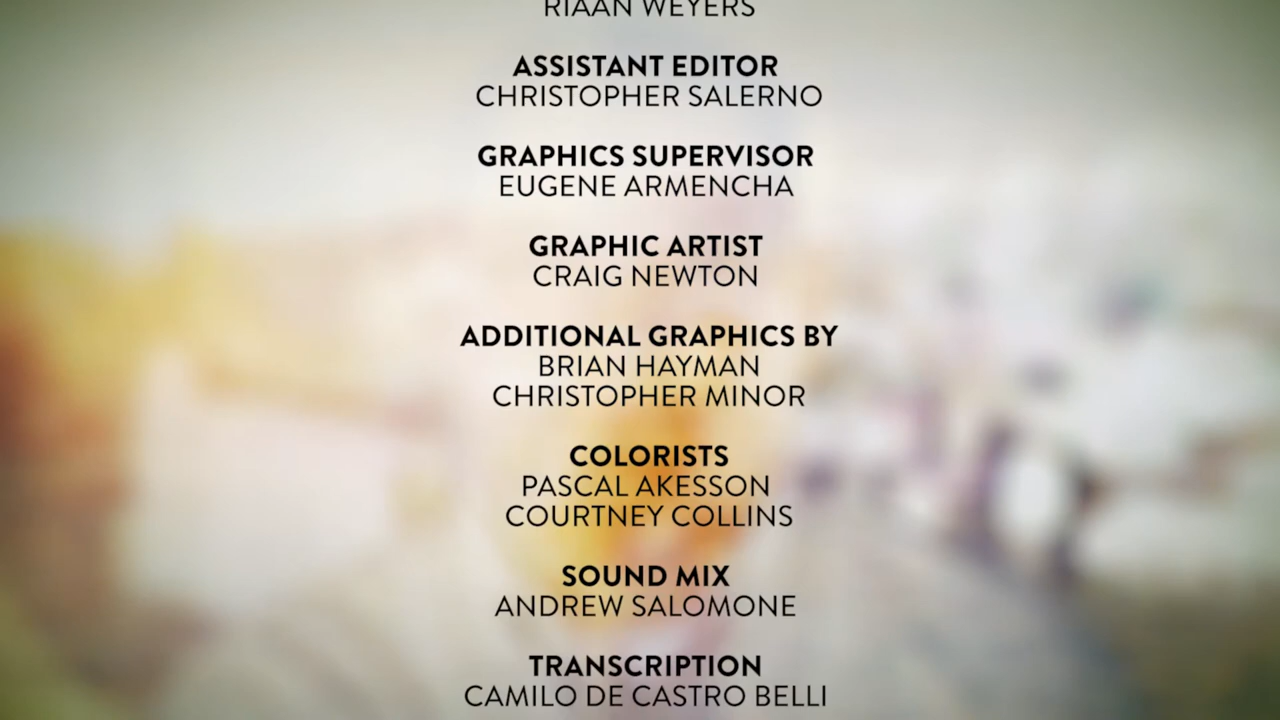 RIAAN WEYERS
ASSISTANT EDITOR
CHRISTOPHER SALERNO
GRAPHICS SUPERVISOR
EUGENE ARMENCHA
GRAPHIC ARTIST
CRAIG NEWTON
ADDITIONAL GRAPHICS BY
BRIAN HAYMAN
CHRISTOPHER MINOR
COLORISTS
PASCAL AKESSON
COURTNEY COLLINS
SOUND MIX
ANDREW SALOMONE
TRANSCRIPTION
CAMILO DE CASTRO BELLI